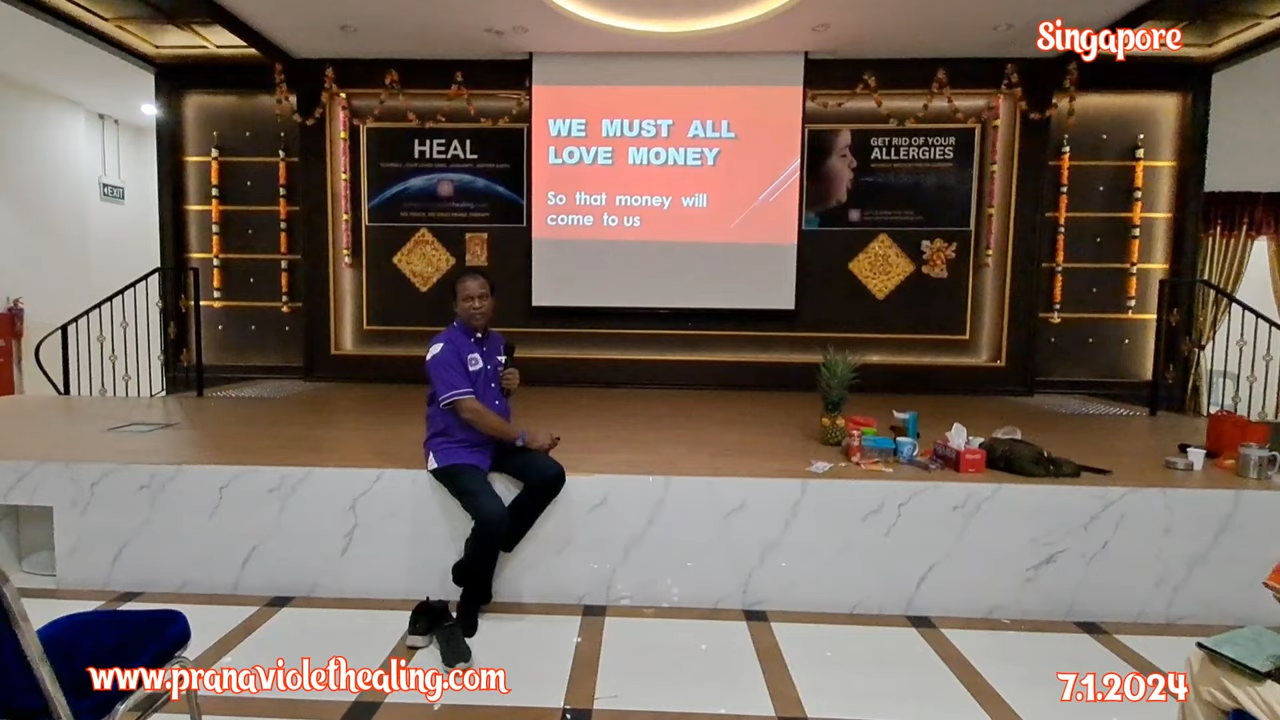 Singapore
WE MUST ALL
LOVE MONEY
So that money will
come to us
HEAL
GET RID OF YOUR
ALLERGIES
EXIT
www.pranaviolethealing.com
7.1.2024